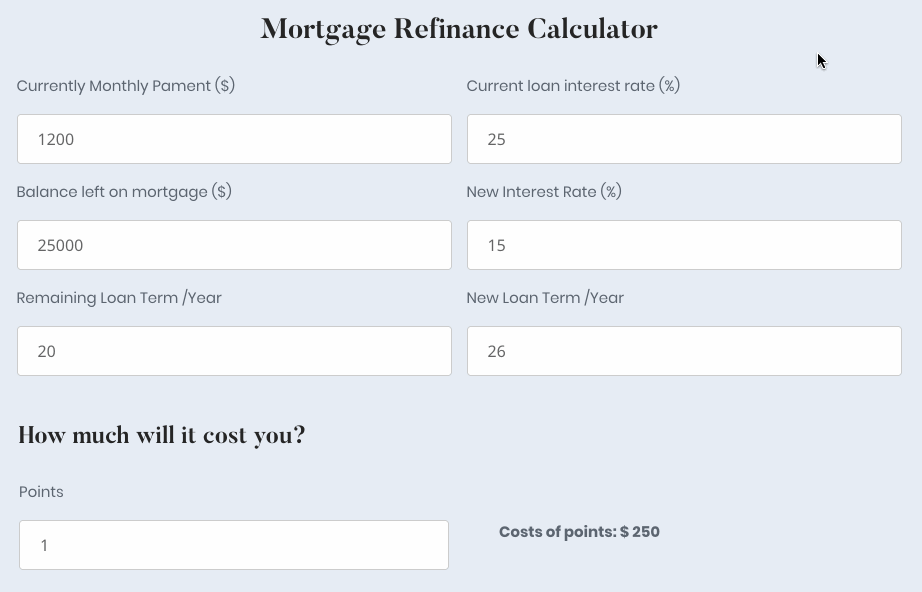 Mortgage Refinance Calculator
Currently Monthly Pament ($)
Current loan interest rate (%)
1200
25
Balance left on mortgage ($)
New Interest Rate (%)
25000
15
Remaining Loan Term /Year
New Loan Term /Year
20
26
How much will it cost you?
Points
1
Costs of points: $ 250